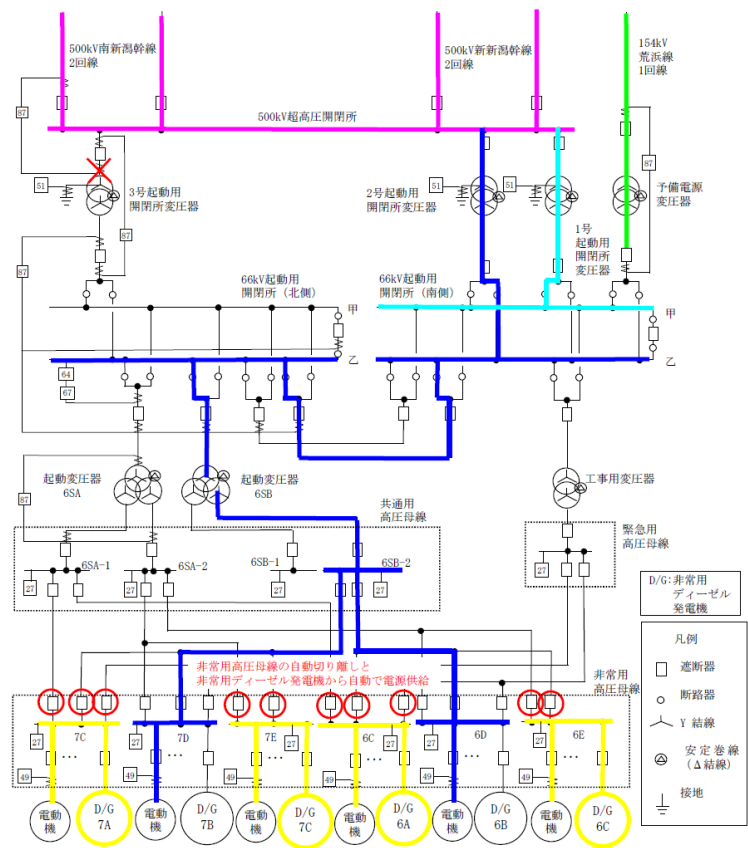 500kV南新潟幹線
2回線
500kV新新潟幹線
2回線
154kV
荒浜線
1回線
87
500kV超高圧開閉所
87
51
3号起動用
開閉所変圧器
51
2号起動用
開閉所変圧器
51
予備電源
変圧器
1号
起動用
開閉所
変圧器
87
87
66kV起動用
開閉所(北側)
66kV起動用
開閉所(南側)
甲
甲
乙
乙
64
67
起動変圧器
6SA
起動変圧器
6SB
工事用変圧器
87
共通用
高圧母線
緊急用
高圧母線
6SA-1
6SA-2
6SB-1
6SB-2
27
27
27
27
27
D/G:非常用
ディーゼル
発電機
凡例
遮断器
断路器
Y 結線
安定巻線
(Δ結線)
接地
非常用高圧母線の自動切り離しと
非常用ディーゼル発電機から自動で電源供給
非常用
高圧母線
7C
7D
7E
6C
6D
6E
27
27
27
27
27
27
…
…
…
…
…
…
49
49
49
49
49
49
電動
機
D/G
7A
電動
機
D/G
7B
電動
機
D/G
7C
電動
機
D/G
6A
電動
機
D/G
6B
電動
機
D/G
6C